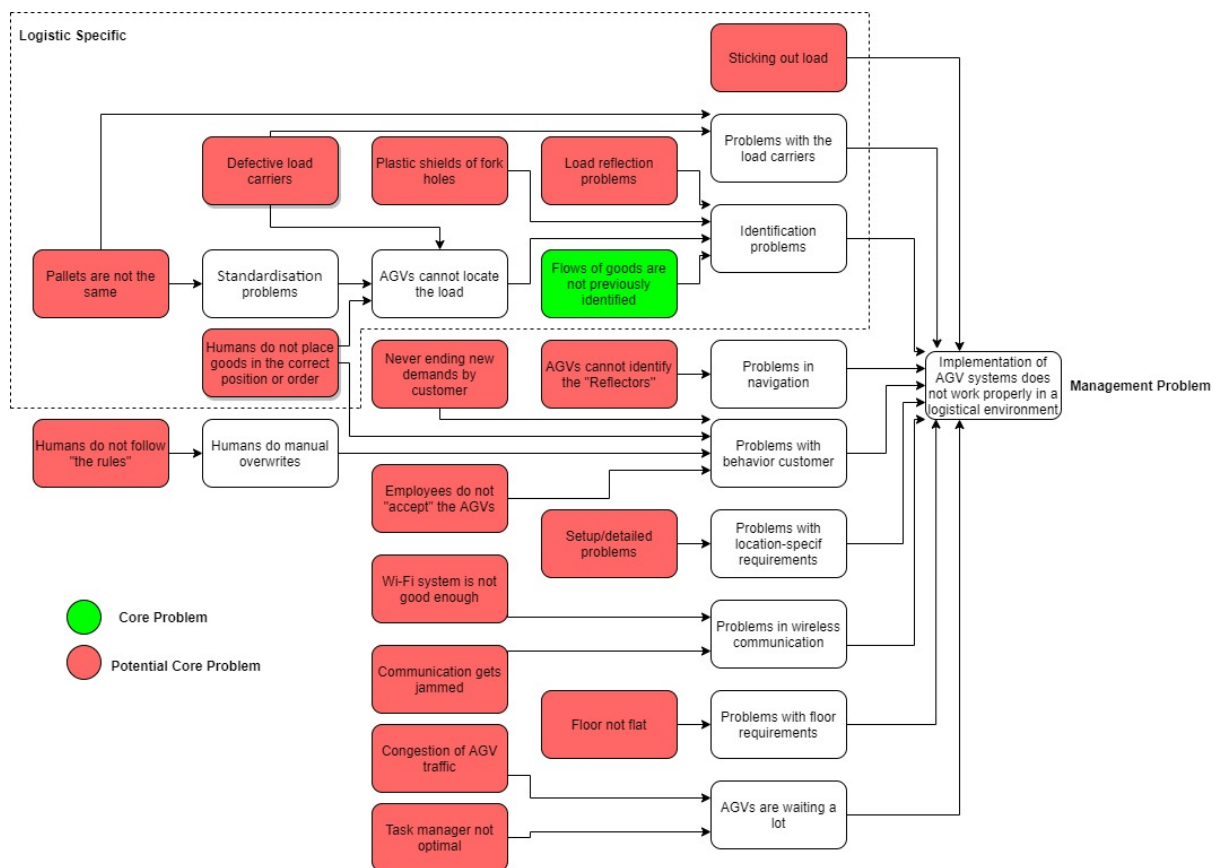 Logistic Specific
Sticking out load
Problems with the
load carriers
Defective load
carriers
Plastic shields of fork
holes
Load reflection
problems
Identification
problems
Pallets are not the
same
Standardisation
problems
AGVs cannot locate
the load
Flows of goods are
not previously
identified
Humans do not place
goods in the correct
position or order
Never ending new
demands by
customer
AGVs cannot identify
the "Reflectors"
Problems in
navigation
Implementation of
AGV systems does
not work properly in a
logistical environment
Management Problem
Humans do not follow
"the rules"
Humans do manual
overwrites
Problems with
behavior customer
Employees do not
"accept" the AGVs
Setup/detailed
problems
Problems with
location-specif
requirements
Wi-Fi system is not
good enough
Problems in wireless
communication
Core Problem
Potential Core Problem
Communication gets
jammed
Floor not flat
Problems with floor
requirements
Congestion of AGV
traffic
AGVs are waiting a
lot
Task manager not
optimal